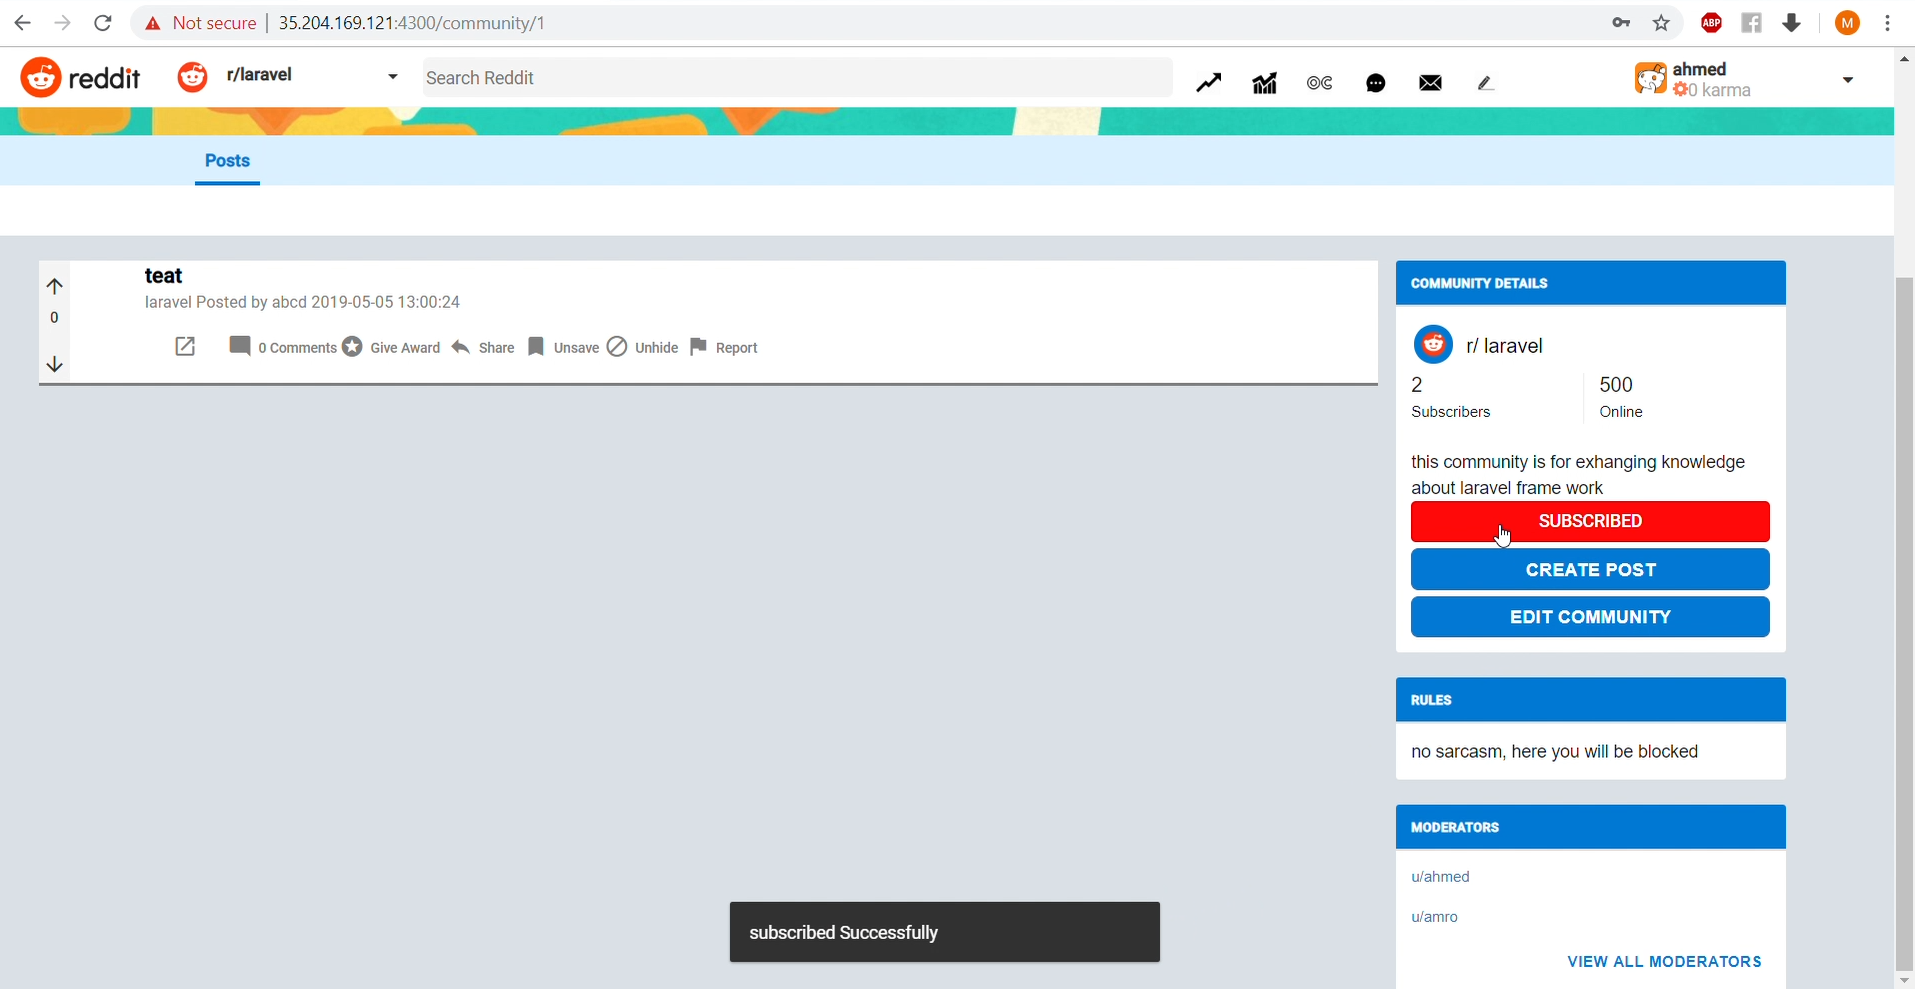 Not secure | 35.204.169.121:4300/community/1
ABP
M
reddit
r/laravel
Search Reddit
OC
ahmed
0 karma
Posts
teat
laravel Posted by abcd 2019-05-05 13:00:24
0
0 Comments Give Award Share Unsave Unhide Report
COMMUNITY DETAILS
r/ laravel
2 500
Subscribers Online
this community is for exhanging knowledge
about laravel frame work
SUBSCRIBED
CREATE POST
EDIT COMMUNITY
RULES
no sarcasm, here you will be blocked
MODERATORS
u/ahmed
u/amro
VIEW ALL MODERATORS
subscribed Successfully